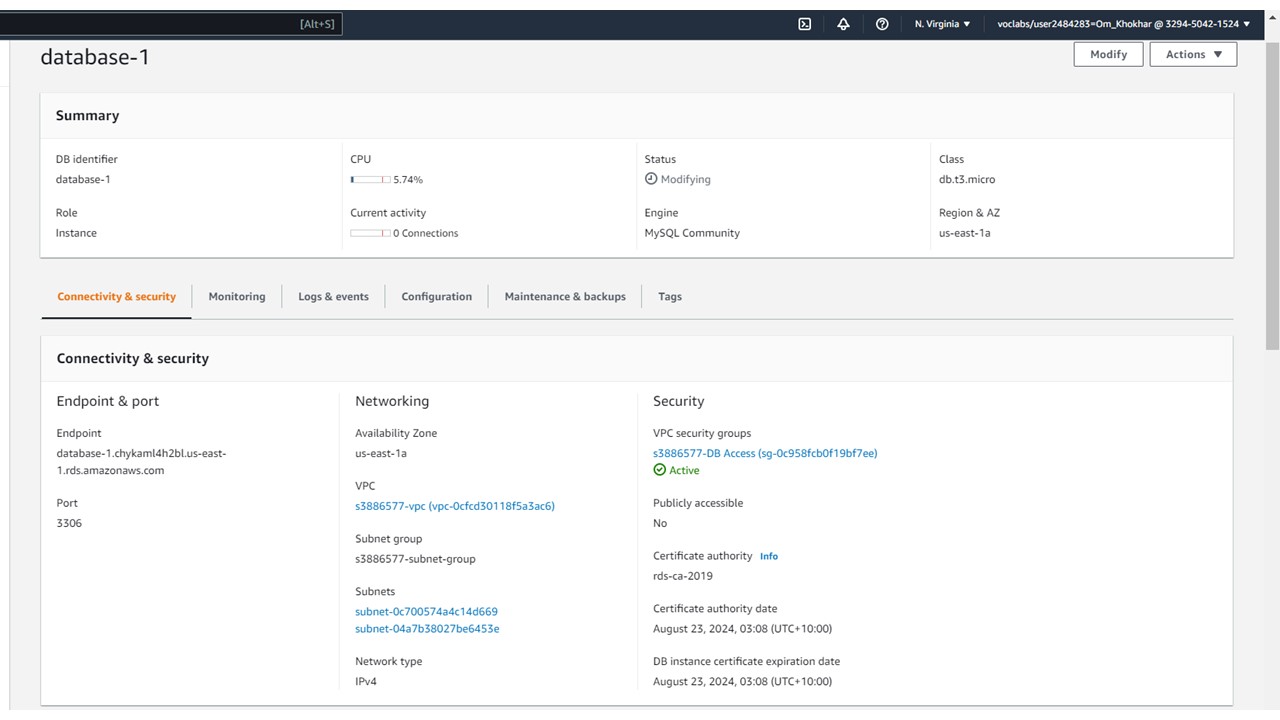 [Alt+S]
N. Virginia
voclabs/user2484283=Om_Khokhar @ 3294-5042-1524
database-1
Modify
Actions
Summary
DB identifier
database-1
CPU
5.74%
Status
Modifying
Class
db.t3.micro
Role
Instance
Current activity
0 Connections
Engine
MySQL Community
Region & AZ
us-east-1a
Connectivity & security
Monitoring
Logs & events
Configuration
Maintenance & backups
Tags
Connectivity & security
Endpoint & port
Endpoint
database-1.chykaml4h2bl.us-east-
1.rds.amazonaws.com
Port
3306
Networking
Availability Zone
us-east-1a
VPC
s3886577-vpc (vpc-0cfcd30118f5a3ac6)
Subnet group
s3886577-subnet-group
Subnets
subnet-0c700574a4c14d669
subnet-04a7b38027be6453e
Network type
IPv4
Security
VPC security groups
s3886577-DB Access (sg-0c958fcb0f19bf7ee)
Active
Publicly accessible
No
Certificate authority Info
rds-ca-2019
Certificate authority date
August 23, 2024, 03:08 (UTC+10:00)
DB instance certificate expiration date
August 23, 2024, 03:08 (UTC+10:00)